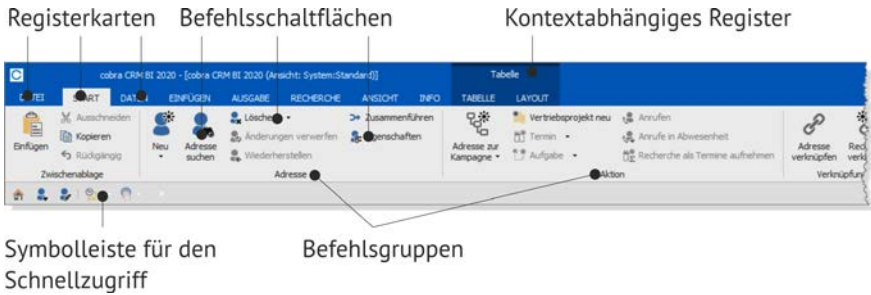 Registerkarten Befehlsschaltflächen Kontextabhängiges Register
cobra CRM BI 2020 - [cobra CRM BI 2020 (Ansicht: System:Standard)] Tabelle
START EINFÜGEN AUSGABE RECHERCHE ANSICHT INFO TABELLE LAYOUT
Ausschneiden Löschen Zusammenführen Vertriebsprojekt neu Anrufen
Einfügen Kopieren Neu Adresse suchen Änderungen verwerfen Eigenschaften Adresse zur Kampagne Termin Anrufe in Abwesenheit Adresse verknüpfen
Rückgängig Wiederherstellen Aufgabe Recherche als Termine aufnehmen
Zwischenablage Adresse Aktion
Symbolleiste für den Befehlsgruppen
Schnellzugriff